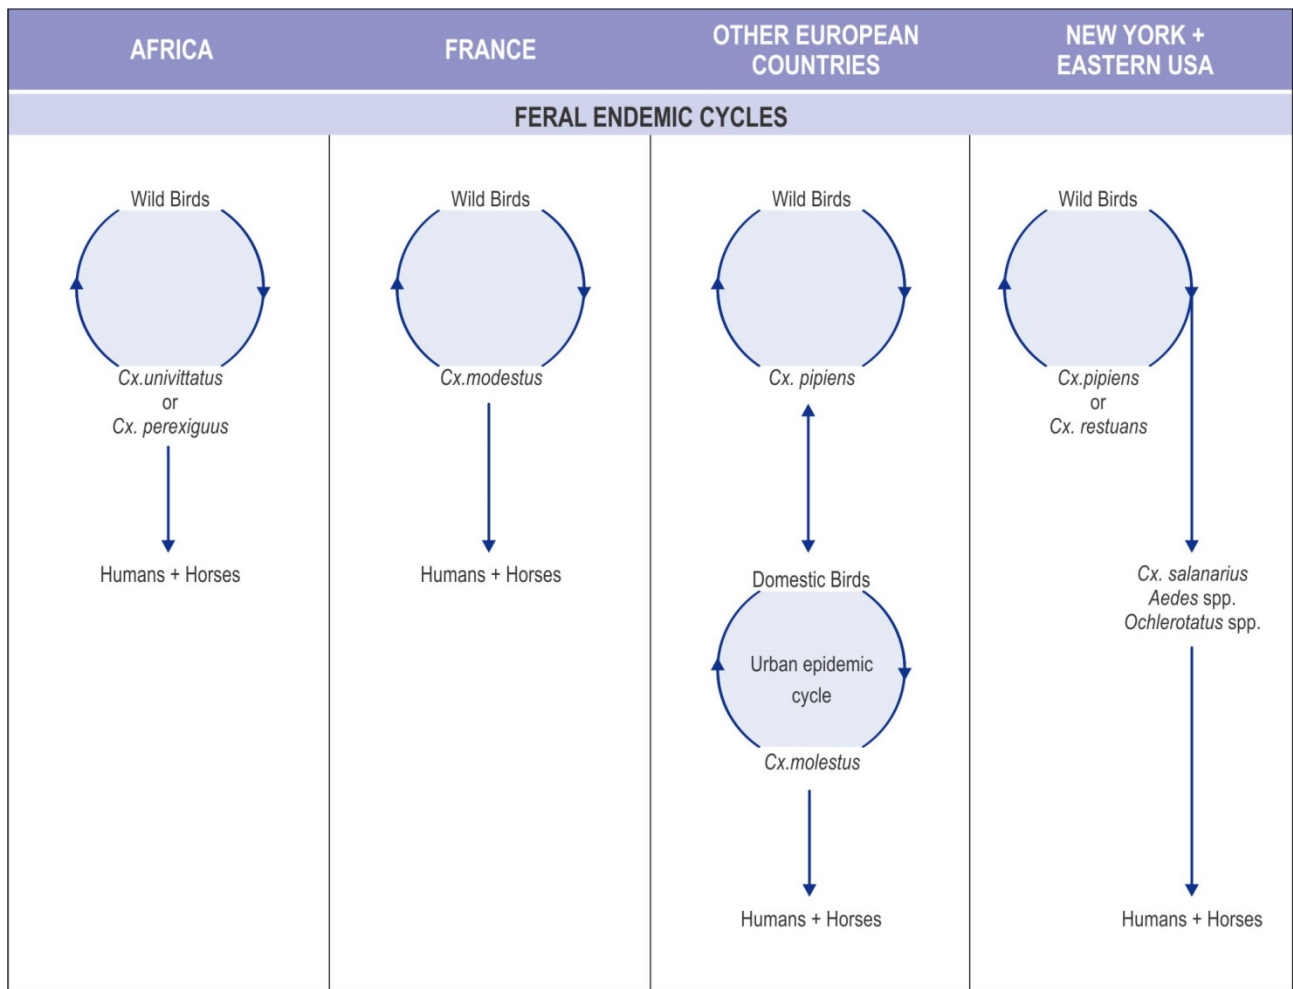 AFRICA
FRANCE
OTHER EUROPEAN
COUNTRIES
NEW YORK +
EASTERN USA
FERAL ENDEMIC CYCLES
Wild Birds
Cx.univittatus
or
Cx. perexiguus
Humans + Horses
Wild Birds
Cx.modestus
Humans + Horses
Wild Birds
Cx. pipiens
Domestic Birds
Urban epidemic
cycle
Cx.molestus
Humans + Horses
Wild Birds
Cx.pipiens
or
Cx. restuans
Cx. salanarius
Aedes spp.
Ochlerotatus spp.
Humans + Horses